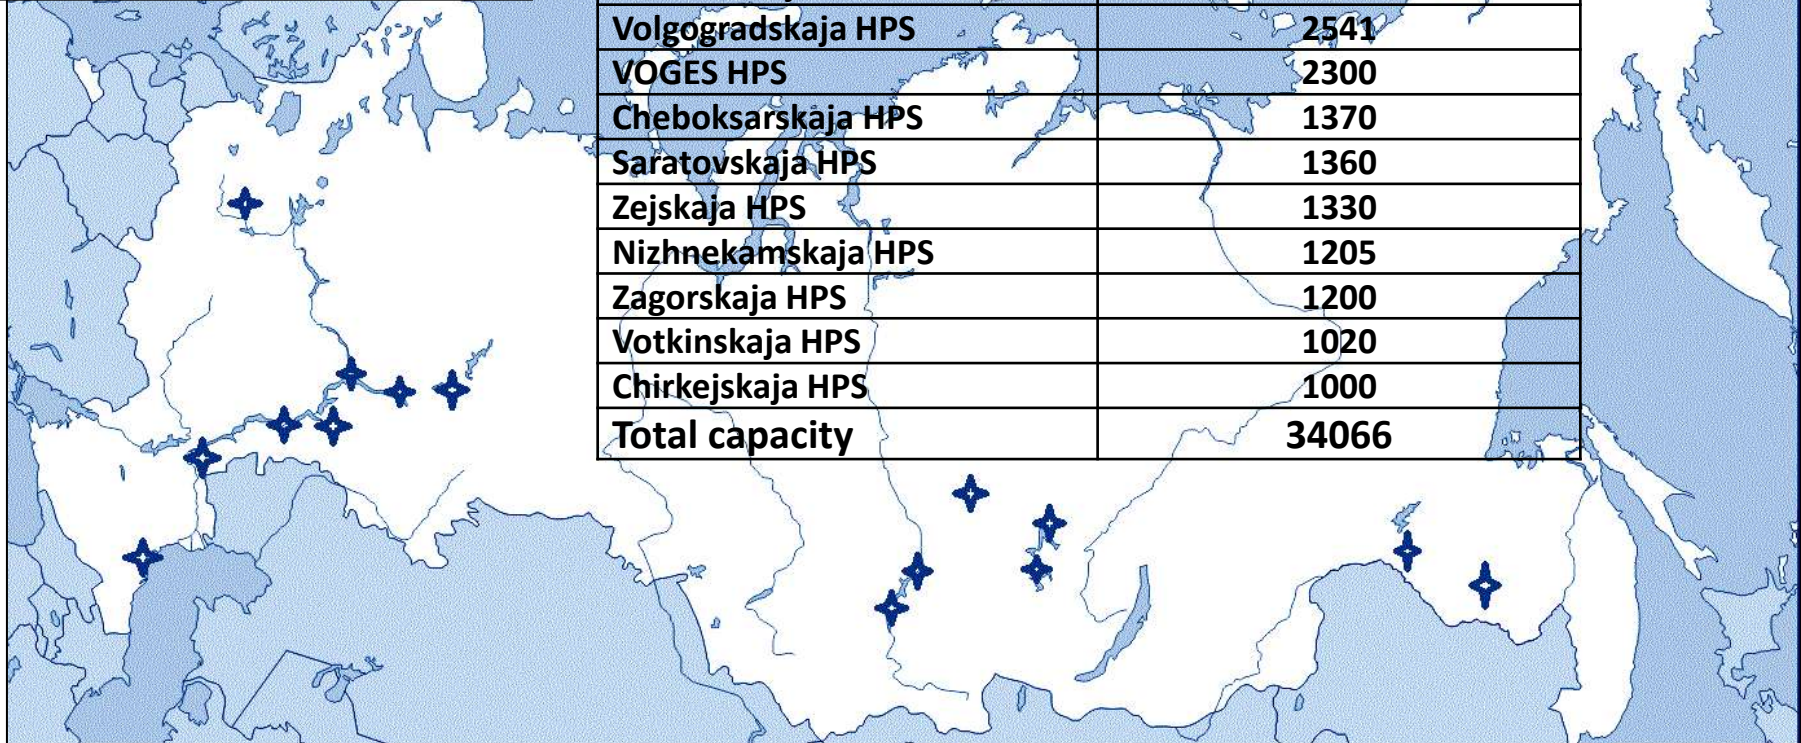 Volgogradskaja HPS 2541
VOGES HPS 2300
Cheboksarskaja HPS 1370
Saratovskaja HPS 1360
Zejskaja HPS 1330
Nizhnekamskaja HPS 1205
Zagorskaja HPS 1200
Votkinskaja HPS 1020
Chirkejskaja HPS 1000
Total capacity 34066